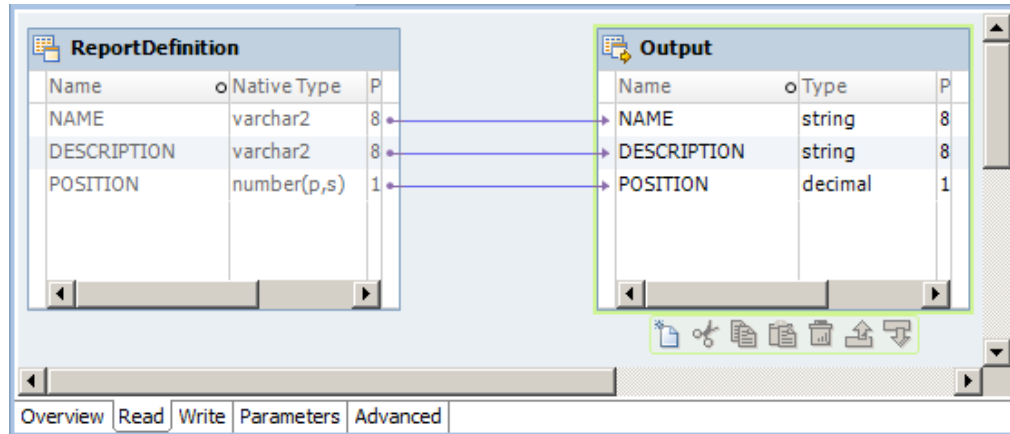 ReportDefinition
Name Native Type P
NAME varchar2 8
DESCRIPTION varchar2 8
POSITION number(p,s) 1
Output
Name Type P
NAME string 8
DESCRIPTION string 8
POSITION decimal 1
Overview Read Write Parameters Advanced